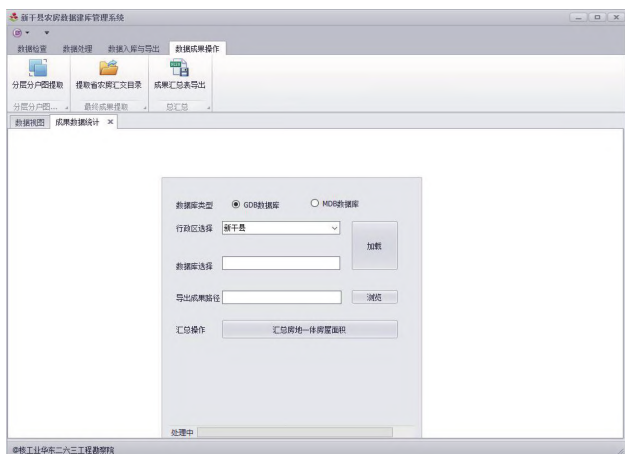 新干县农房数据建库管理系统
数据检查 数据处理 数据入库与导出 数据成果操作
分层分户图提取 提取省农房汇交目录 成果汇总表导出
分层分户图... 最终成果提取 总汇总
数据视图 成果数据统计 ×
数据库类型 GDB数据库 MDB数据库
行政区选择 新干县
加载
数据库选择
导出成果路径 浏览
汇总操作 汇总房地一体房屋面积
处理中
@核工业华东二六三工程勘察院